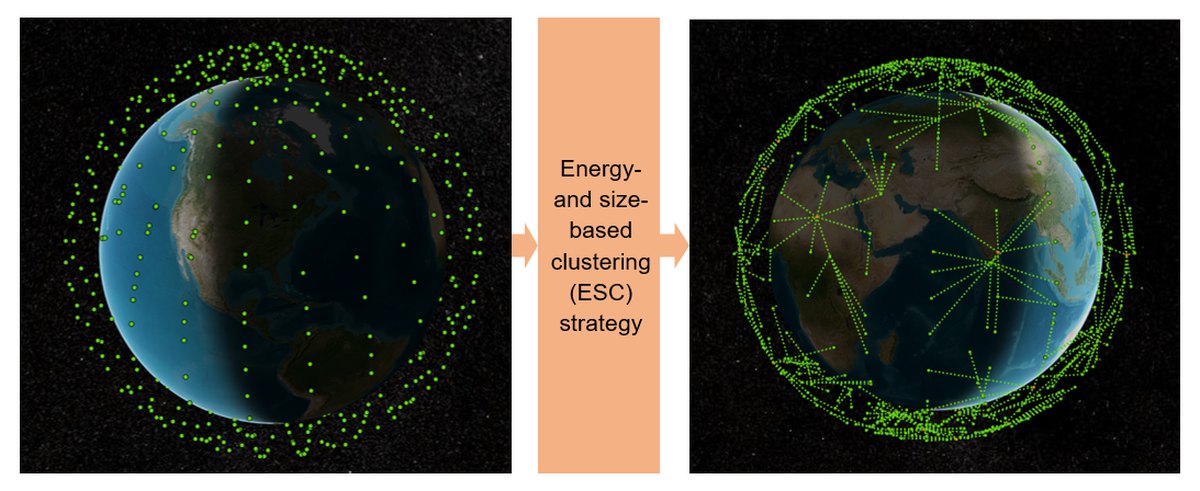 Energy-
and size-
based
clustering
(ESC)
strategy